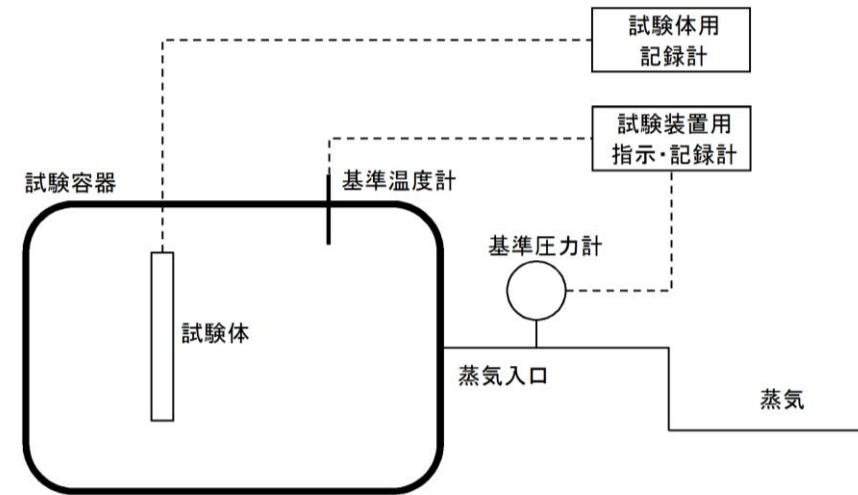 試験体用
記録計
試験装置用
指示・記録計
試験容器
基準温度計
基準圧力計
試験体
蒸気入口
蒸気